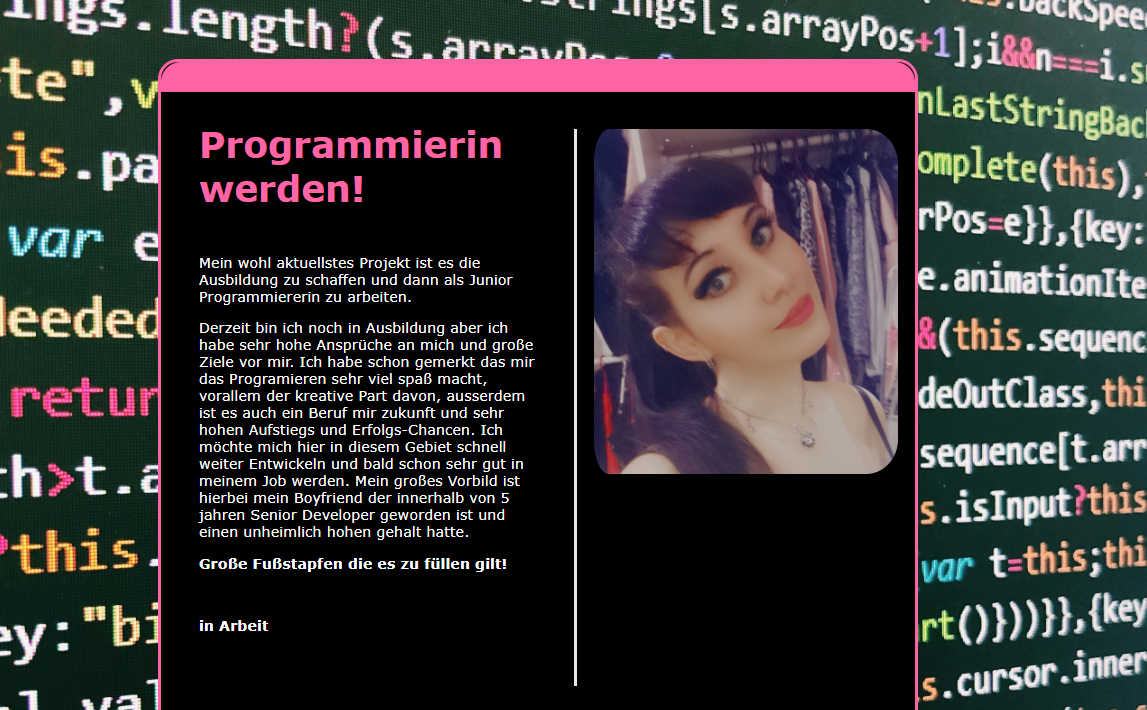 ings.length?(s.arrayPos
strings[s.arrayPos+1];i&&n===i.s
this.backSpee
te",v
nLastStringBac
is.pa
omplete(this),
var e
rPos=e}},{key:
e.animationIte
eeded
&(this.sequenc
retur
deOutClass,this
sequence[t.arr
th>t.a
s.isInput?this
?this.
var t=this;thi
ey:"bi
rt()}))}},{key
s.cursor.inner
Programmierin
werden!
Mein wohl aktuellstes Projekt ist es die
Ausbildung zu schaffen und dann als Junior
Programmiererin zu arbeiten.
Derzeit bin ich noch in Ausbildung aber ich
habe sehr hohe Ansprüche an mich und große
Ziele vor mir. Ich habe schon gemerkt das mir
das Programieren sehr viel spaß macht,
vorallem der kreative Part davon, ausserdem
ist es auch ein Beruf mir zukunft und sehr
hohen Aufstiegs und Erfolgs-Chancen. Ich
möchte mich hier in diesem Gebiet schnell
weiter Entwickeln und bald schon sehr gut in
meinem Job werden. Mein großes Vorbild ist
hierbei mein Boyfriend der innerhalb von 5
jahren Senior Developer geworden ist und
einen unheimlich hohen gehalt hatte.
Große Fußstapfen die es zu füllen gilt!
in Arbeit